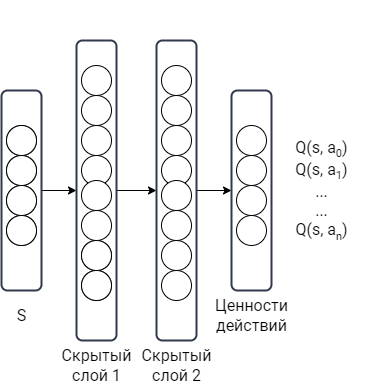 Q(s, a₀)
Q(s, a₁)
...
...
Q(s, aₙ)
S
Ценности
действий
Скрытый
слой 1
Скрытый
слой 2